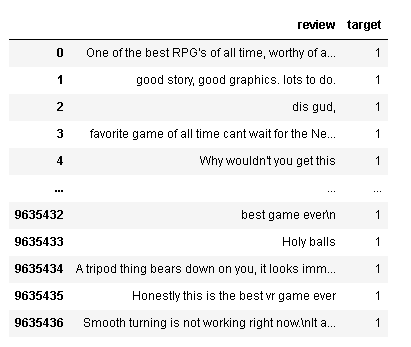 review target
0 One of the best RPG's of all time, worthy of a... 1
1 good story, good graphics. lots to do. 1
2 dis gud, 1
3 favorite game of all time cant wait for the Ne... 1
4 Why wouldn't you get this 1
... ... ...
9635432 best game ever\n 1
9635433 Holy balls 1
9635434 A tripod thing bears down on you, it looks imm... 1
9635435 Honestly this is the best vr game ever 1
9635436 Smooth turning is not working right now.\nIt a... 1